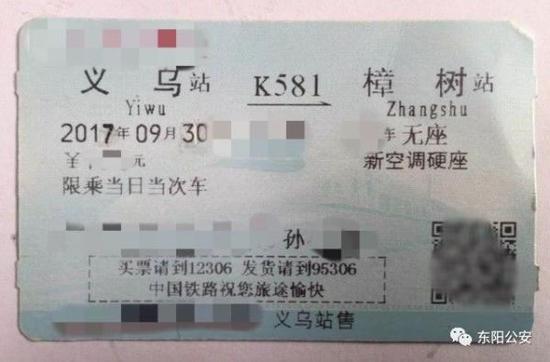 义乌站 K581 樟树站
Yiwu Zhangshu
2017年09月30 车 无座
¥ 元 新空调硬座
限乘当日当次车
孙
买票请到12306 发货请到95306
中国铁路祝您旅途愉快
义乌站售
东阳公安